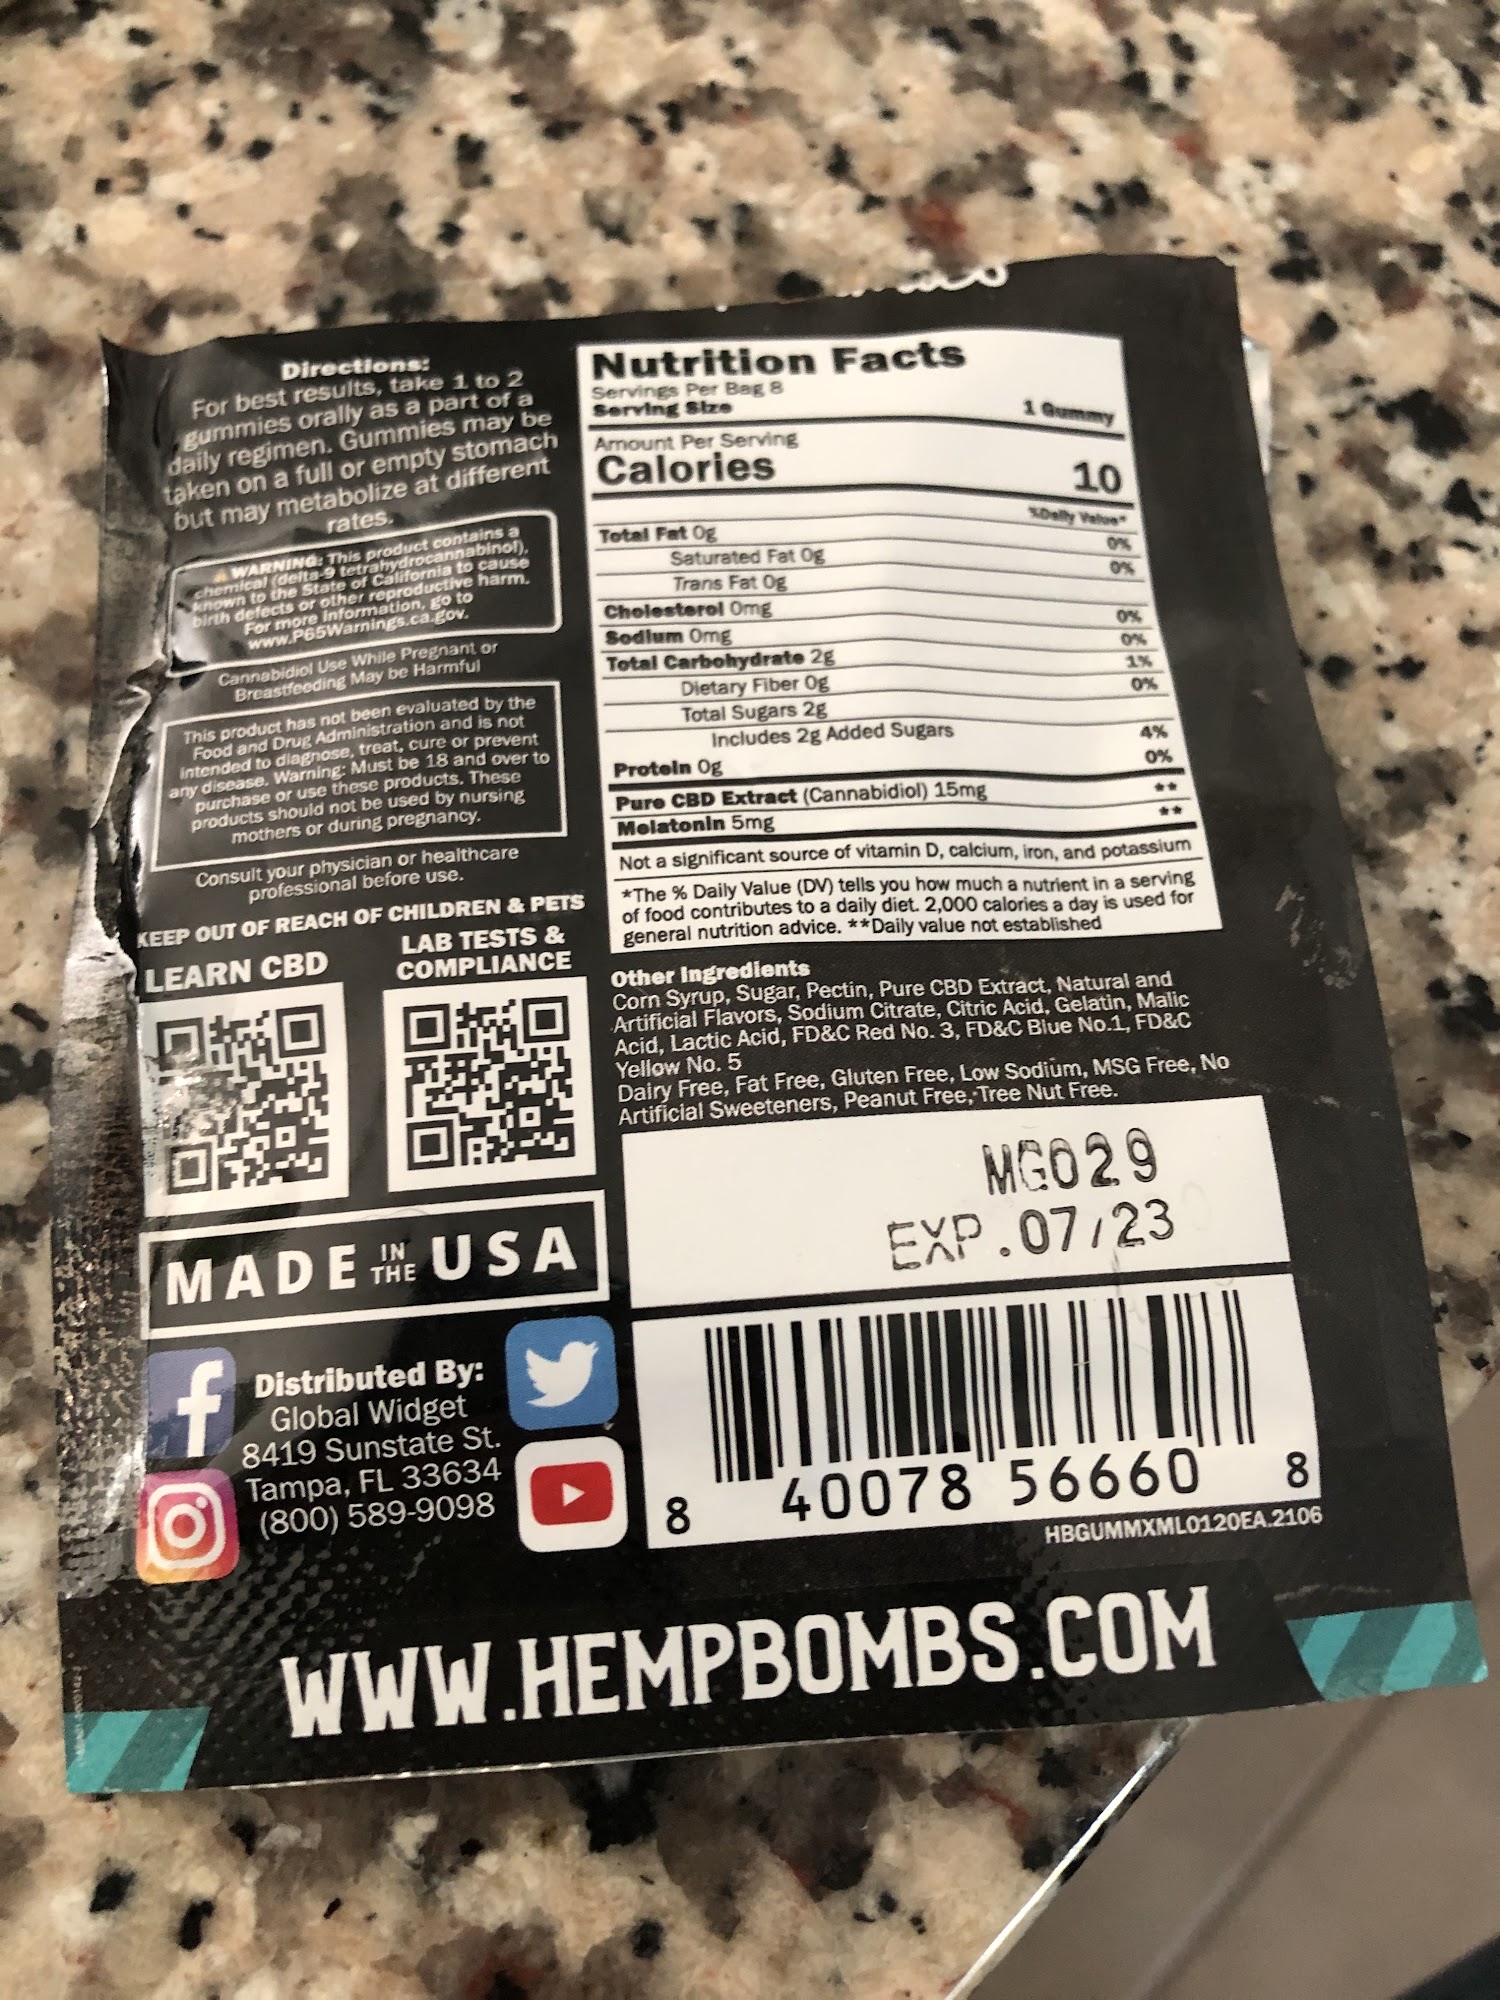 Directions:
For best results, take 1 to 2
gummies orally as a part of a
daily regimen. Gummies may be
taken on a full or empty stomach
but may metabolize at different
rates.
WARNING: This product contains a
chemical (delta-9 tetrahydrocannabinol),
known to the State of California to cause
birth defects or other reproductive harm.
For more information, go to
www.P65Warnings.ca.gov.
Cannabidiol Use While Pregnant or
Breastfeeding May be Harmful
This product has not been evaluated by the
Food and Drug Administration and is not
intended to diagnose, treat, cure or prevent
any disease. Warning: Must be 18 and over to
purchase or use these products. These
products should not be used by nursing
mothers or during pregnancy.
Consult your physician or healthcare
professional before use.
KEEP OUT OF REACH OF CHILDREN & PETS
LEARN CBD
LAB TESTS &
COMPLIANCE
MADE IN THE USA
Distributed By:
Global Widget
8419 Sunstate St.
Tampa, FL 33634
(800) 589-9098
Nutrition Facts
Servings Per Bag 8
Serving Size 1 Gummy
Amount Per Serving
Calories 10
%Daily Value*
Total Fat 0g 0%
Saturated Fat 0g 0%
Trans Fat 0g
Cholesterol 0mg 0%
Sodium 0mg 0%
Total Carbohydrate 2g 1%
Dietary Fiber 0g 0%
Total Sugars 2g
Includes 2g Added Sugars 4%
Protein 0g 0%
Pure CBD Extract (Cannabidiol) 15mg **
Melatonin 5mg **
Not a significant source of vitamin D, calcium, iron, and potassium
*The % Daily Value (DV) tells you how much a nutrient in a serving
of food contributes to a daily diet. 2,000 calories a day is used for
general nutrition advice. **Daily value not established
Other Ingredients
Corn Syrup, Sugar, Pectin, Pure CBD Extract, Natural and
Artificial Flavors, Sodium Citrate, Citric Acid, Gelatin, Malic
Acid, Lactic Acid, FD&C Red No. 3, FD&C Blue No.1, FD&C
Yellow No. 5
Dairy Free, Fat Free, Gluten Free, Low Sodium, MSG Free, No
Artificial Sweeteners, Peanut Free, Tree Nut Free.
MG029
EXP.07/23
8 40078 56660 8
HBGUMMXML0120EA.2106
WWW.HEMPBOMBS.COM